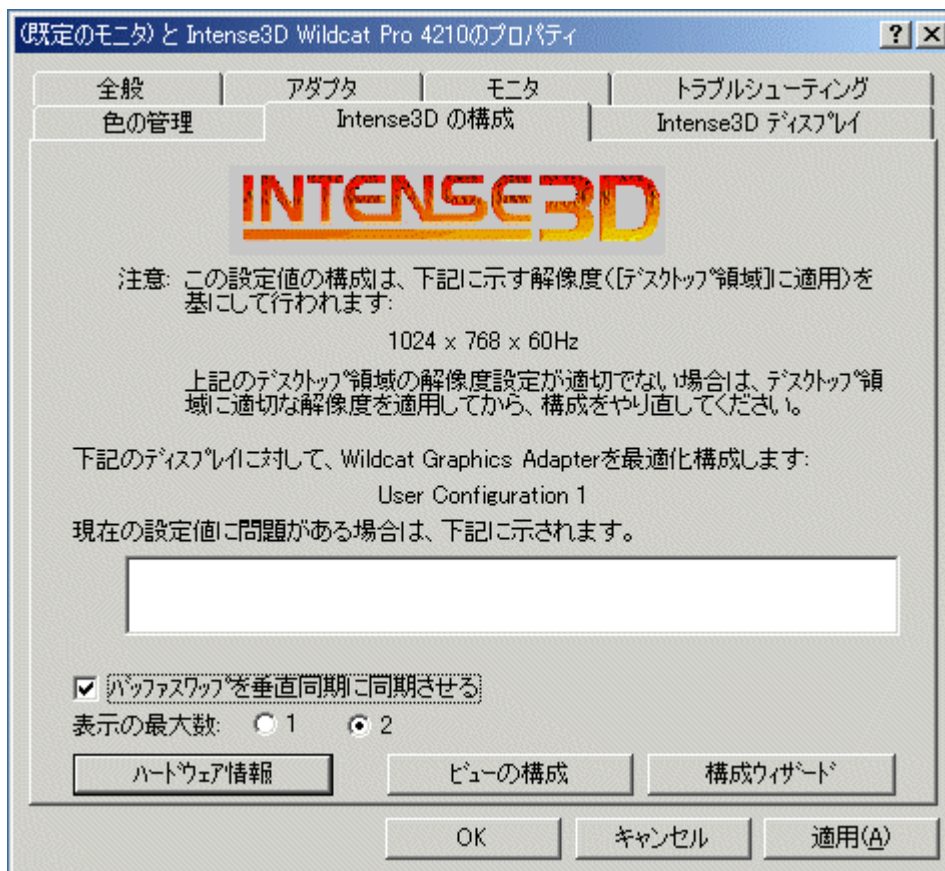 (既定のモニタ) と Intense3D Wildcat Pro 4210のプロパティ
全般 アダプタ モニタ トラブルシューティング
色の管理 Intense3D の構成 Intense3D ディスプレイ
INTENSE3D
注意: この設定値の構成は、下記に示す解像度([デスクトップ領域]に適用)を
基にして行われます:
1024 x 768 x 60Hz
上記のデスクトップ領域の解像度設定が適切でない場合は、デスクトップ領
域に適切な解像度を適用してから、構成をやり直してください。
下記のディスプレイに対して、Wildcat Graphics Adapterを最適化構成します:
User Configuration 1
現在の設定値に問題がある場合は、下記に示されます。
バッファスワップを垂直同期に同期させる
表示の最大数: 1 2
ハードウェア情報 ビューの構成 構成ウィザード
OK キャンセル 適用(A)